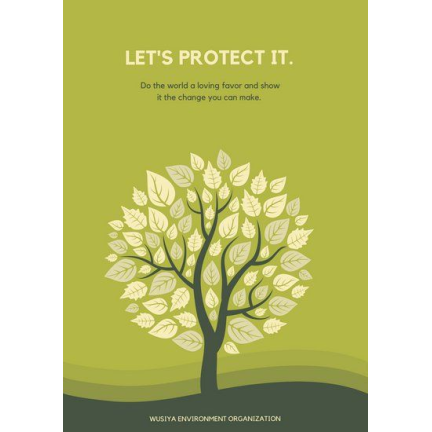 LET'S PROTECT IT.
Do the world a loving favor and show
it the change you can make.
WUSIYA ENVIRONMENT ORGANIZATION